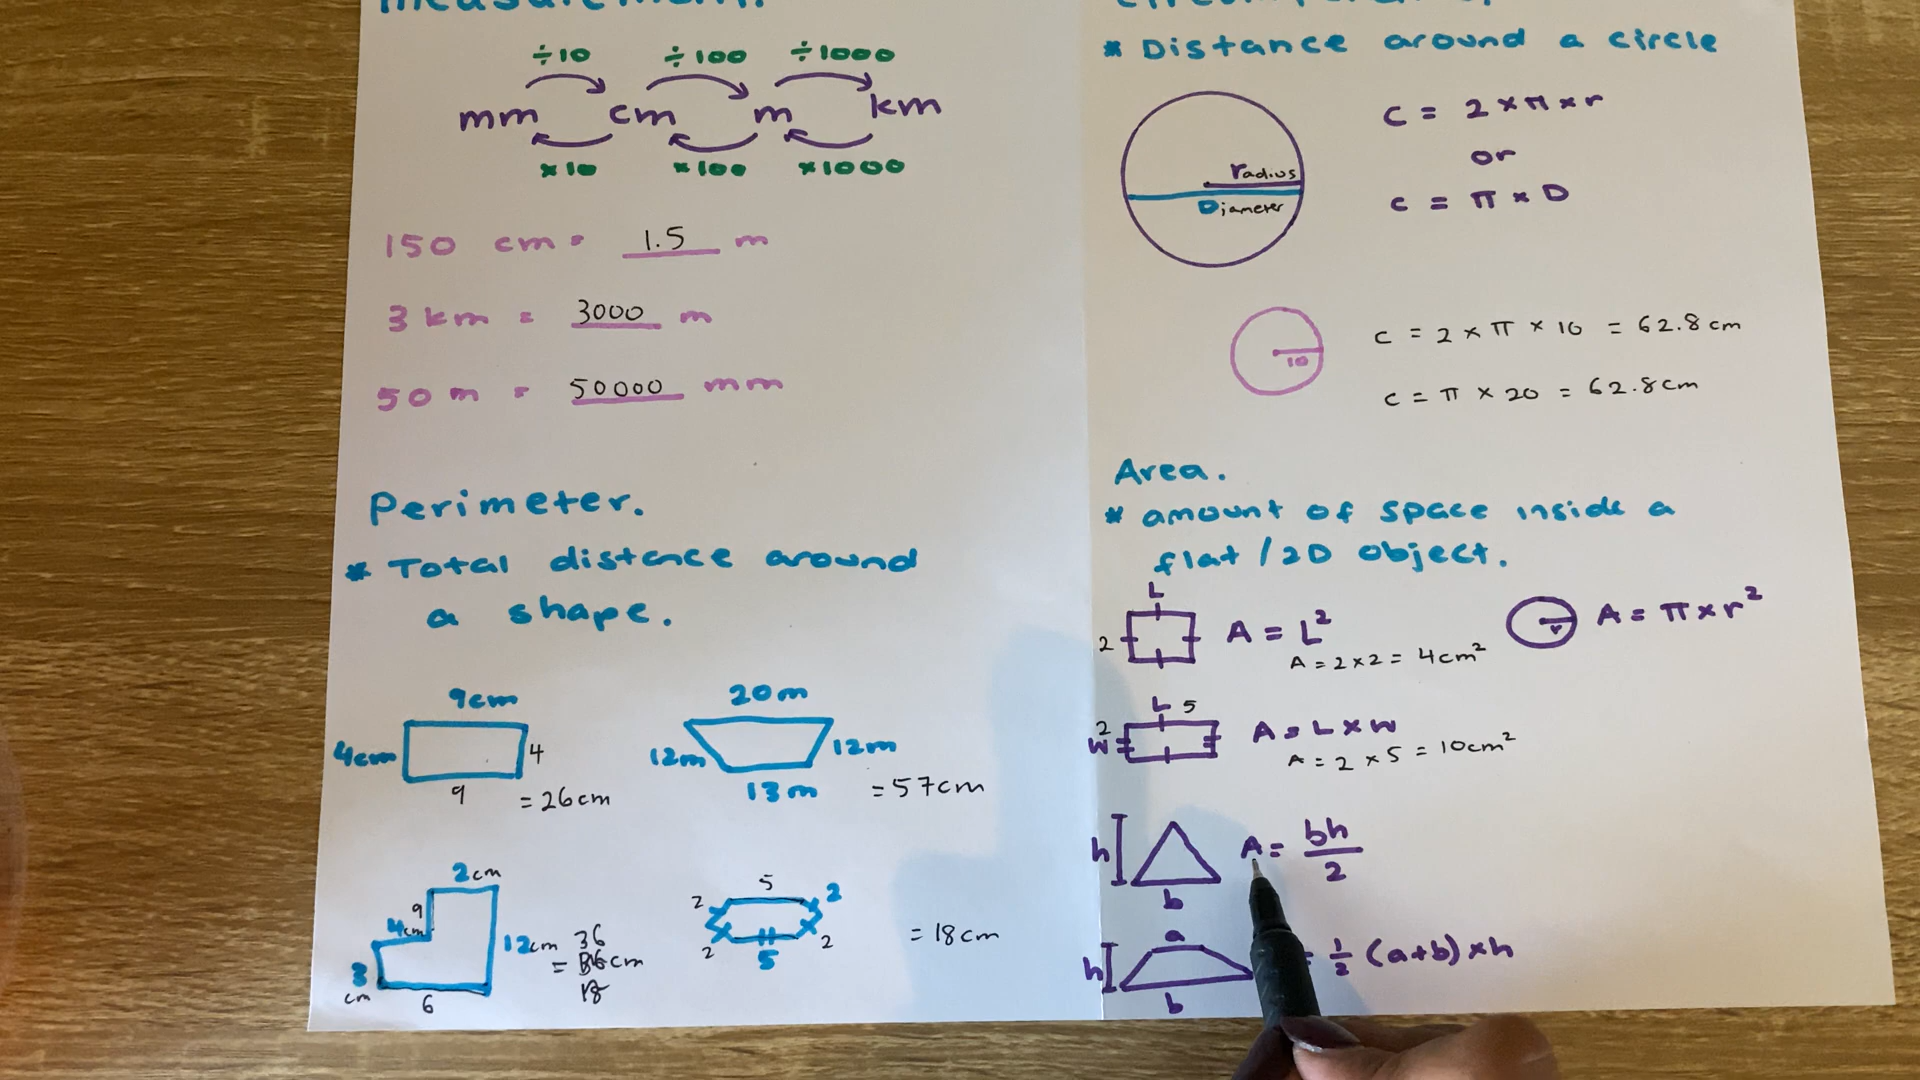 ÷10 ÷100 ÷1000
mm cm m km
×10 ×100 ×1000
150 cm = 1.5 m
3 km = 3000 m
50 m = 50000 mm
Perimeter.
* Total distance around
a shape.
9cm
4cm 4
9
= 26cm
20m
12m 12m
13m
= 57cm
2cm
9
4cm
12cm 36
3
cm
6
5
2 2
2 2
5
= 18cm
* Distance around a circle
radius
Diameter
C = 2 × π × r
or
C = π × D
10
C = 2 × π × 10 = 62.8cm
C = π × 20 = 62.8cm
Area.
* amount of space inside a
flat / 2D object.
L
2
A = L²
A = 2×2 = 4cm²
r
A = π×r²
L 5
2
W
A = L×W
A = 2 × 5 = 10cm²
h
b
A = bh
2
a
h
b
= ½ (a+b) ×h